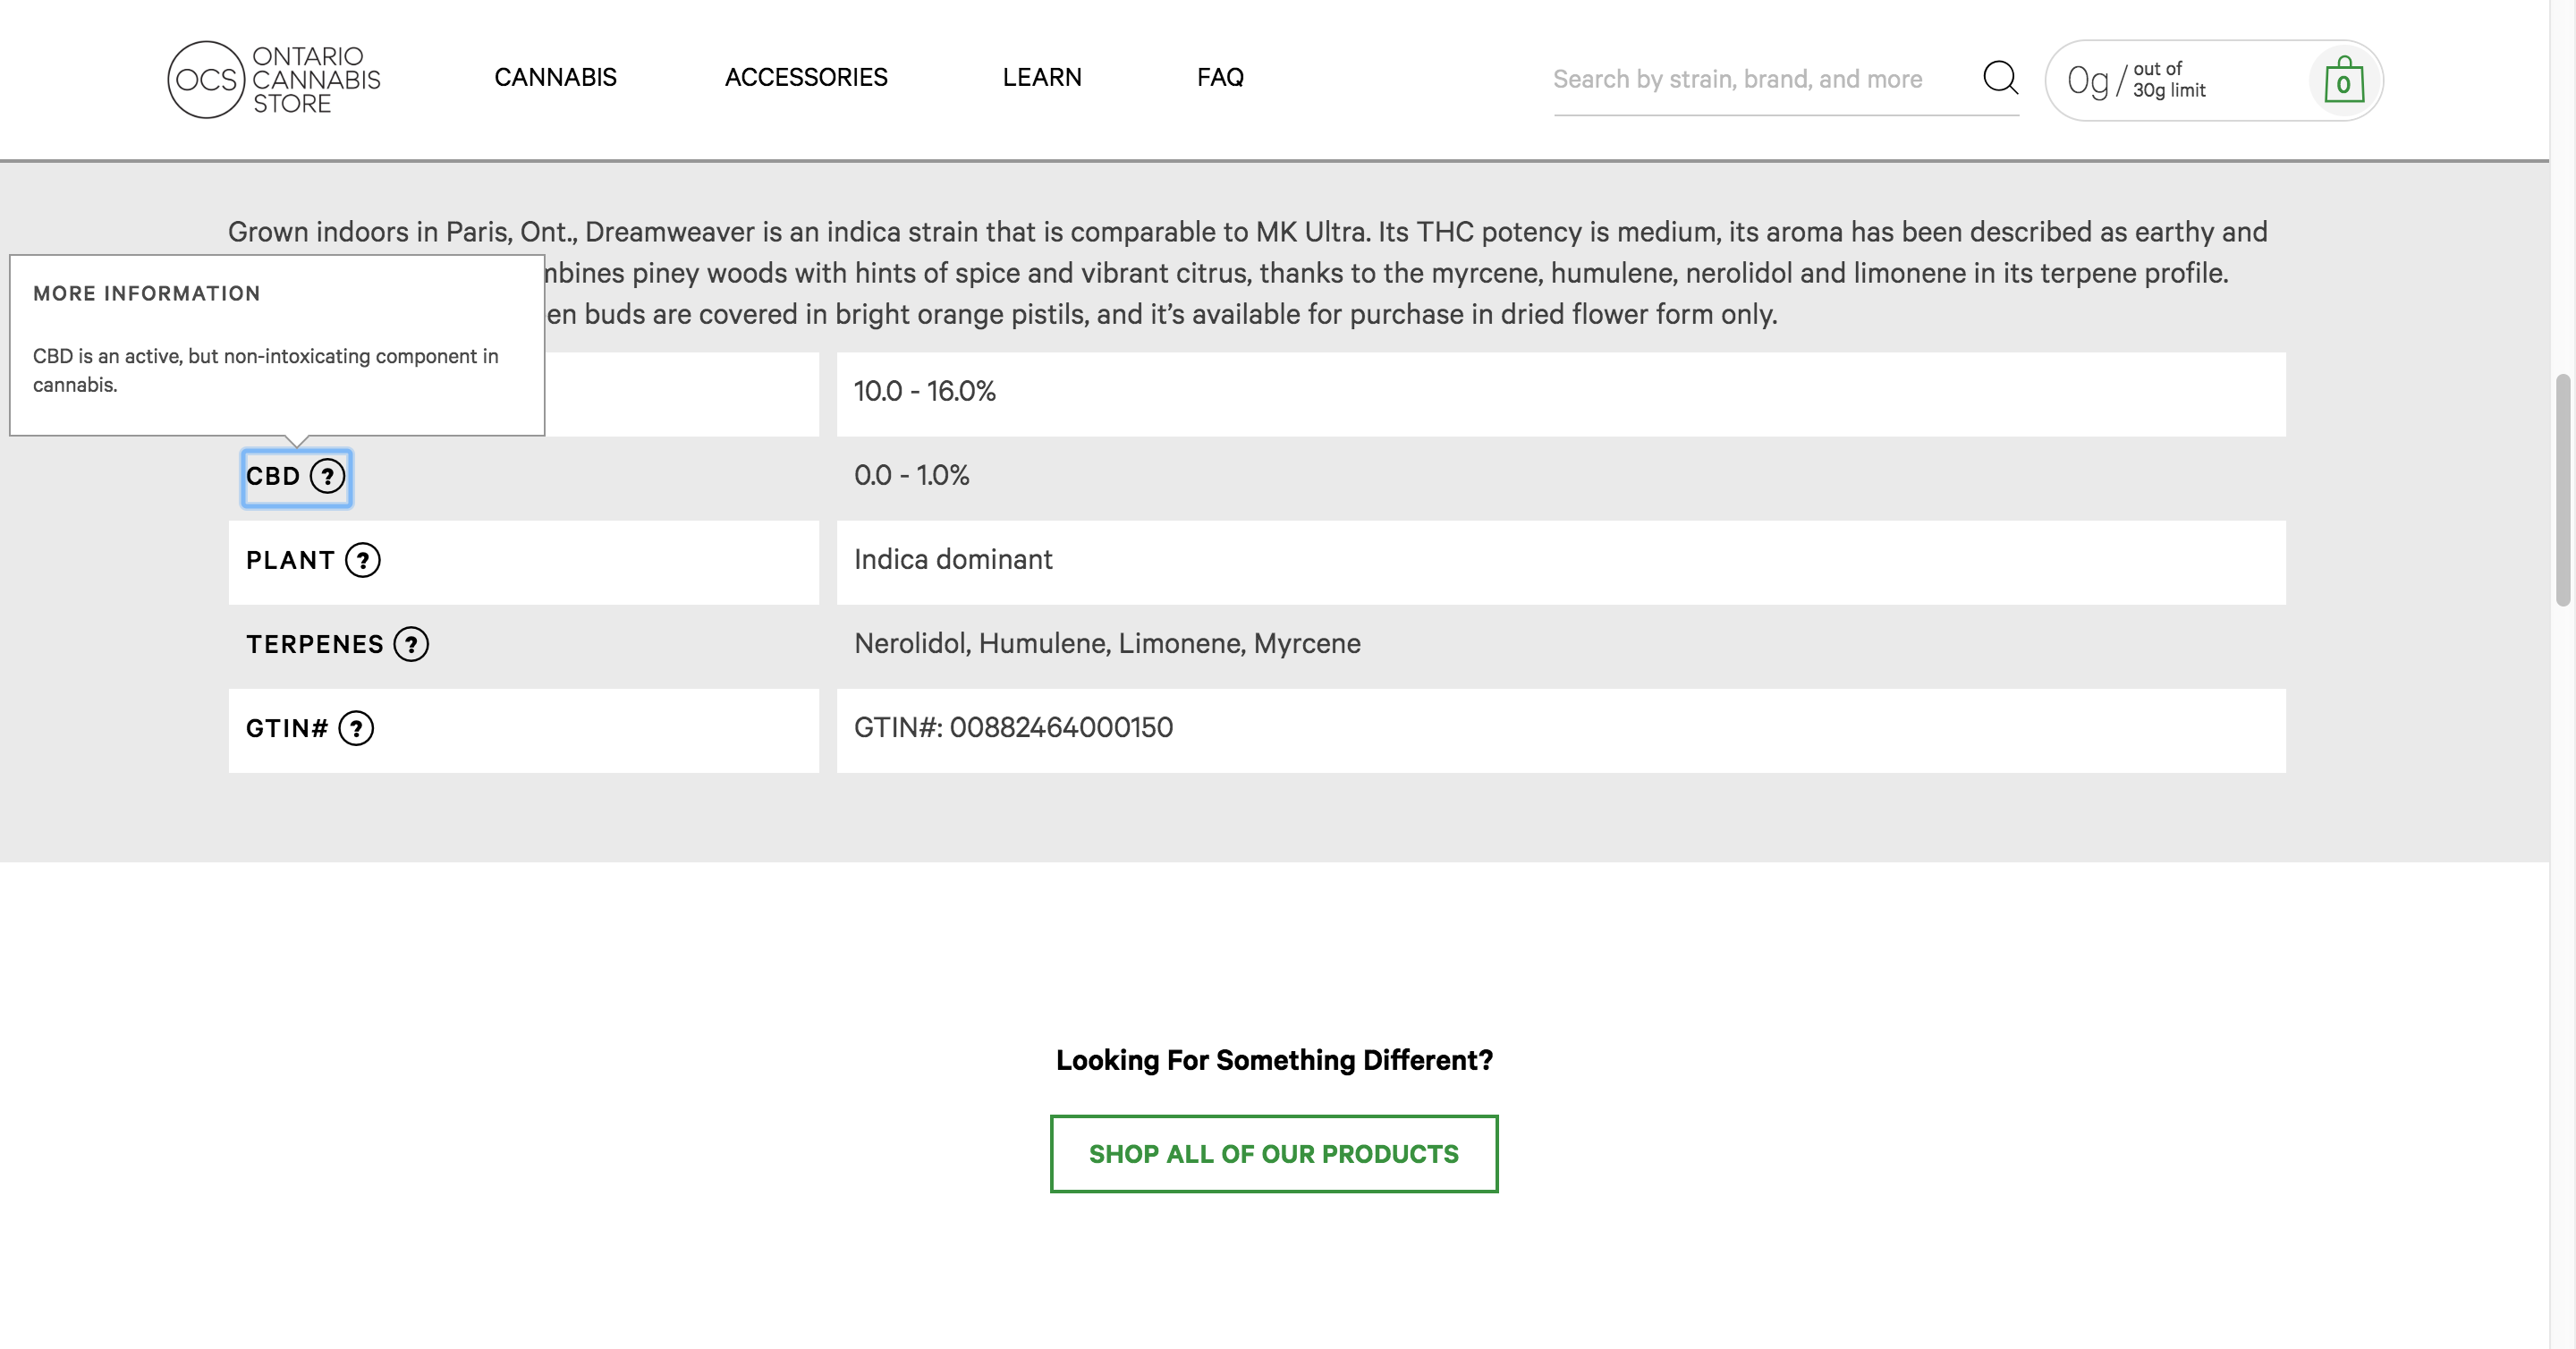 OCS
ONTARIO
CANNABIS
STORE
CANNABIS
ACCESSORIES
LEARN
FAQ
Search by strain, brand, and more
0g / out of
30g limit
0
Grown indoors in Paris, Ont., Dreamweaver is an indica strain that is comparable to MK Ultra. Its THC potency is medium, its aroma has been described as earthy and
piney woods with hints of spice and vibrant citrus, thanks to the myrcene, humulene, nerolidol and limonene in its terpene profile.
buds are covered in bright orange pistils, and it’s available for purchase in dried flower form only.
MORE INFORMATION
CBD is an active, but non-intoxicating component in
cannabis.
10.0 - 16.0%
CBD ?
0.0 - 1.0%
PLANT ?
Indica dominant
TERPENES ?
Nerolidol, Humulene, Limonene, Myrcene
GTIN# ?
GTIN#: 00882464000150
Looking For Something Different?
SHOP ALL OF OUR PRODUCTS